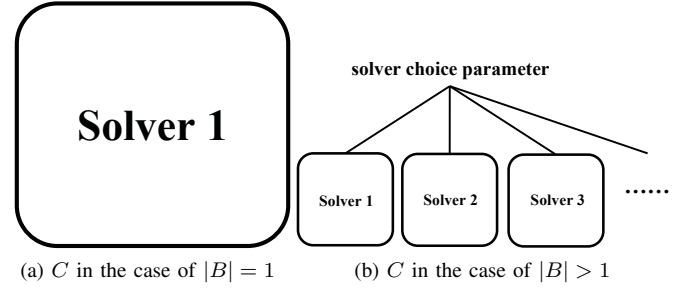 Solver 1
solver choice parameter
Solver 1
Solver 2
Solver 3
......
(a) C in the case of |B| = 1
(b) C in the case of |B| > 1